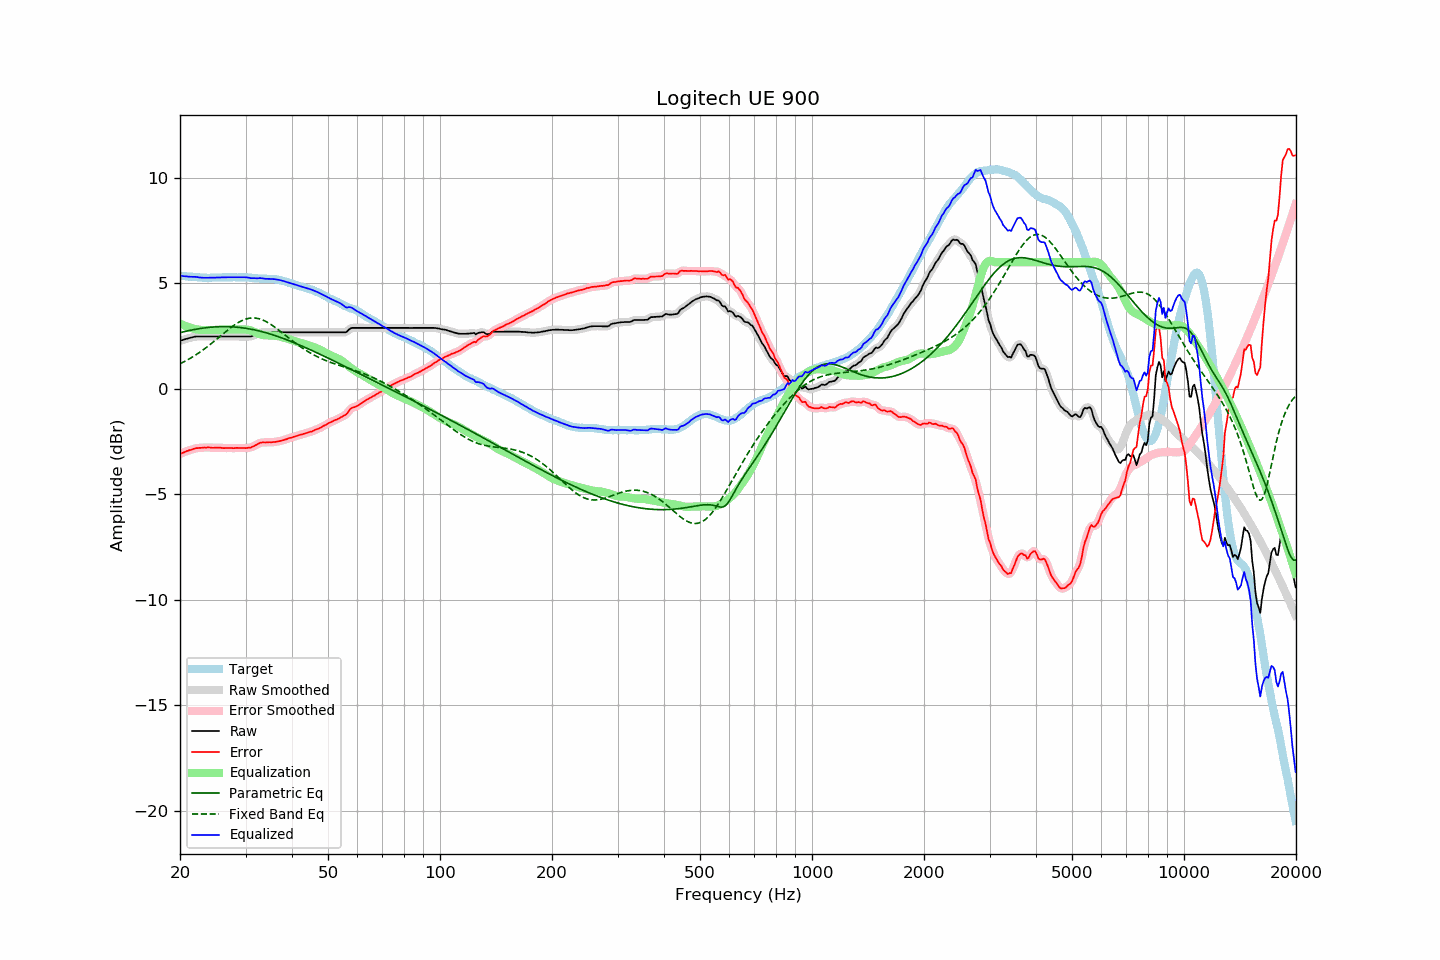 Logitech UE 900
Amplitude (dBr)
10
5
0
−5
−10
−15
−20
Target
Raw Smoothed
Error Smoothed
Raw
Error
Equalization
Parametric Eq
Fixed Band Eq
Equalized
20
50
100
200
500
1000
2000
5000
10000
20000
Frequency (Hz)